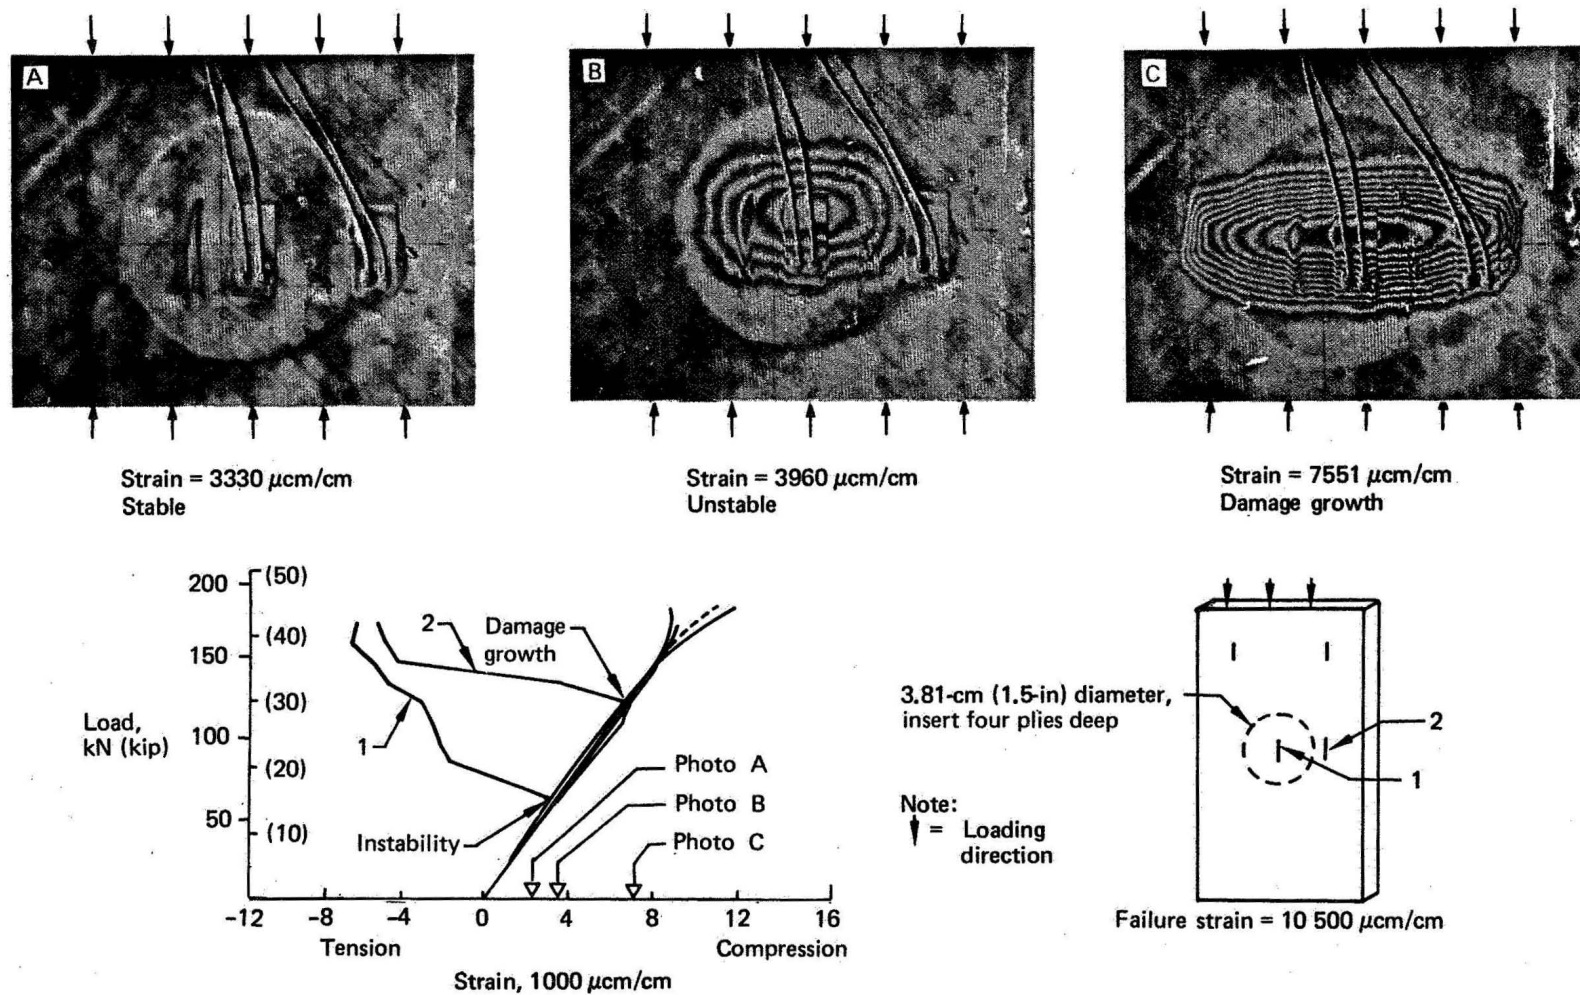 A
B
C
Strain = 3330 μcm/cm
Stable
Strain = 3960 μcm/cm
Unstable
Strain = 7551 μcm/cm
Damage growth
200
(50)
(40)
150
(30)
Load,
kN (kip)
100
(20)
50
(10)
2
Damage
growth
1
Instability
Photo A
Photo B
Photo C
-12
-8
-4
0
4
8
12
16
Tension
Compression
Strain, 1000 μcm/cm
3.81-cm (1.5-in) diameter,
insert four plies deep
2
1
Note:
= Loading
direction
Failure strain = 10 500 μcm/cm